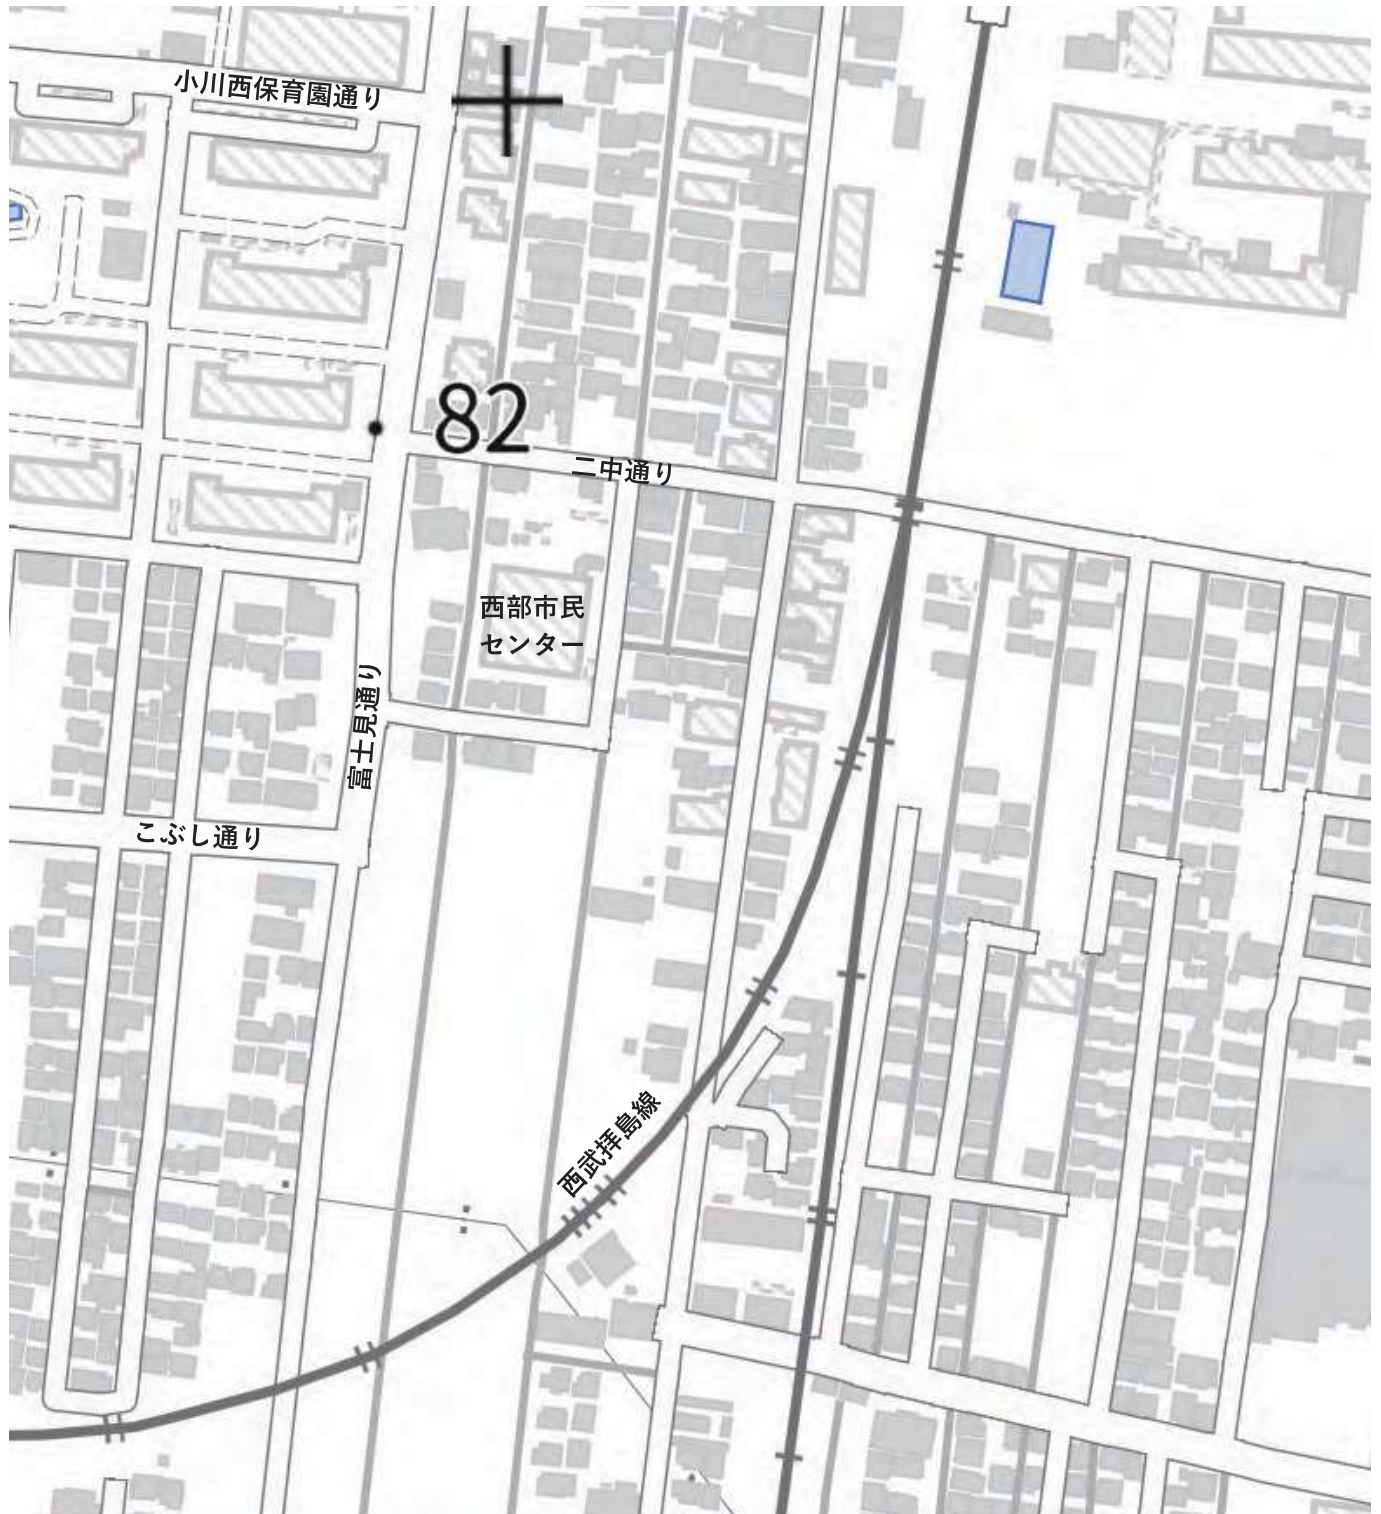 小川西保育園通り
82
二中通り
西部市民
センター
富士見通り
こぶし通り
西武拝島線